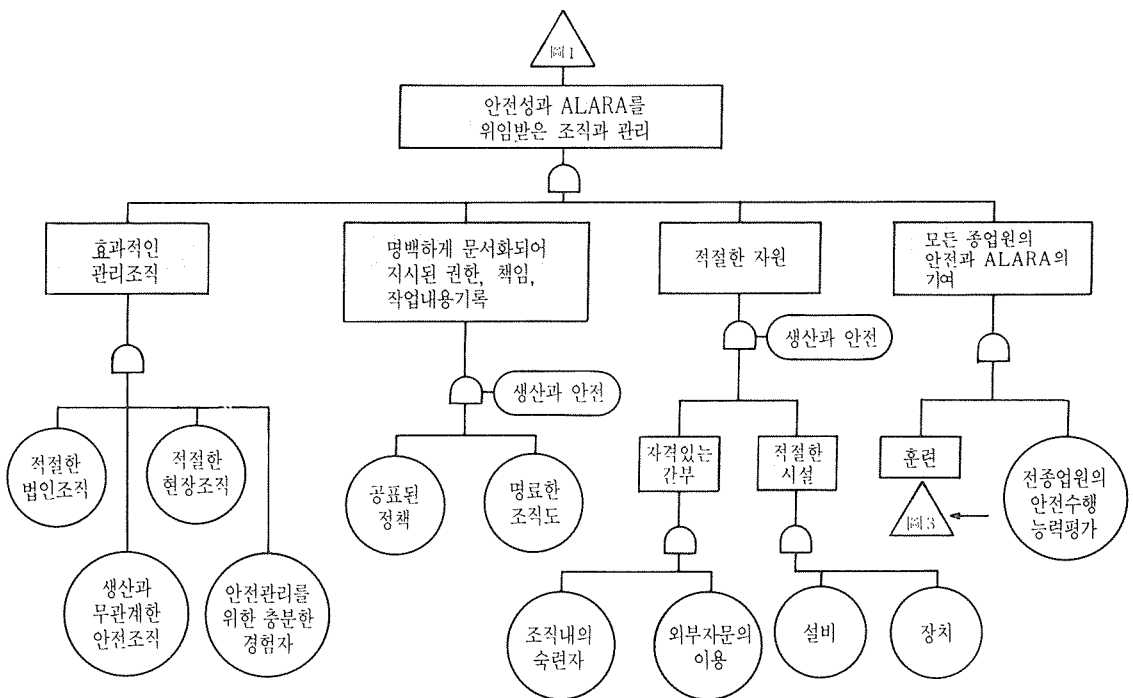 圖1
안전성과 ALARA를
위임받은 조직과 관리
효과적인
관리조직
명백하게 문서화되어
지시된 권한, 책임,
작업내용기록
적절한 자원
모든 종업원의
안전과 ALARA의
기여
생산과 안전
생산과 안전
적절한
법인조직
적절한
현장조직
생산과
무관계한
안전조직
안전관리를
위한 충분한
경험자
공표된
정책
명료한
조직도
자격있는
간부
적절한
시설
조직내의
숙련자
외부자문의
이용
설비
장치
훈련
圖3
전종업원의
안전수행
능력평가